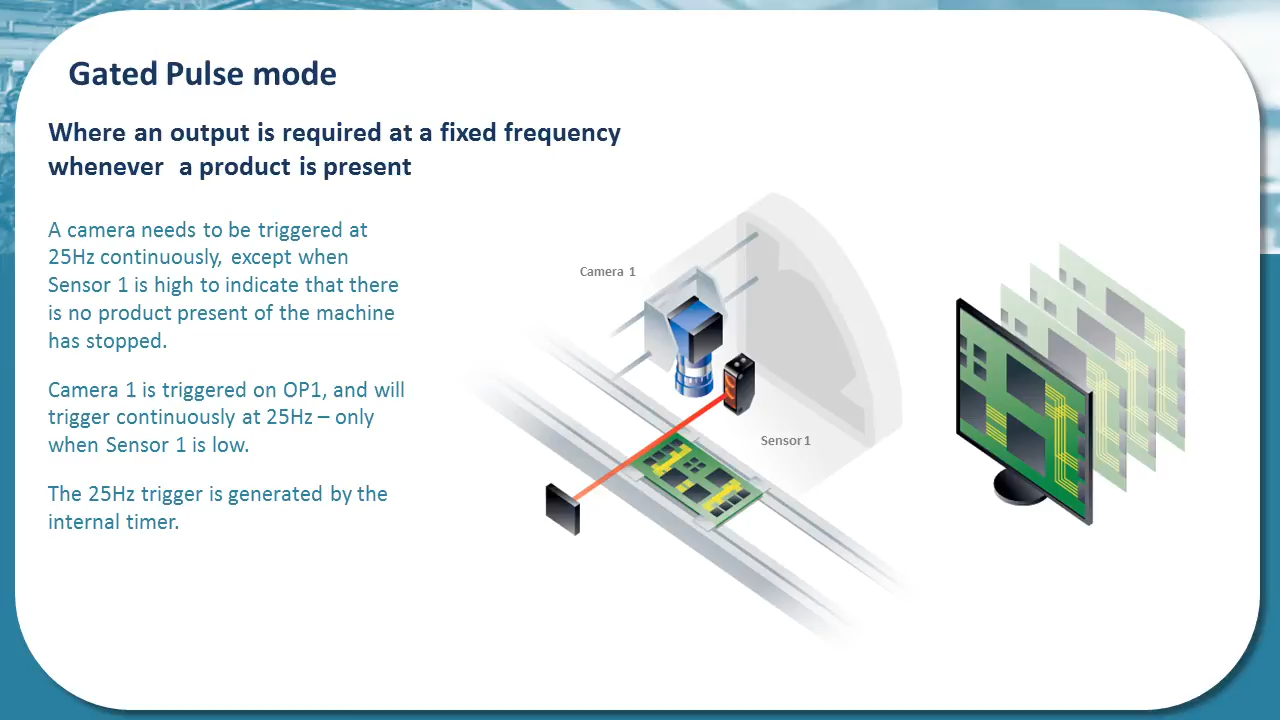 Gated Pulse mode
Where an output is required at a fixed frequency
whenever  a product is present
A camera needs to be triggered at
25Hz continuously, except when
Sensor 1 is high to indicate that there
is no product present of the machine
has stopped.
Camera 1 is triggered on OP1, and will
trigger continuously at 25Hz – only
when Sensor 1 is low.
The 25Hz trigger is generated by the
internal timer.
Camera 1
Sensor 1